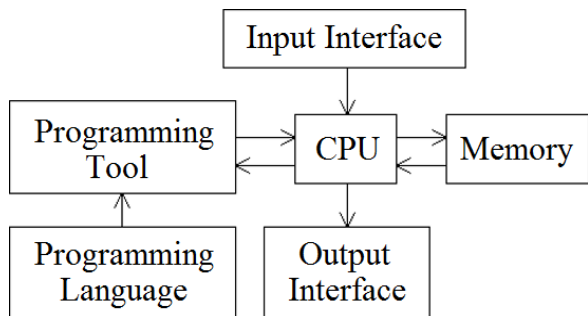 Input Interface
Programming
Tool
CPU
Memory
Programming
Language
Output
Interface